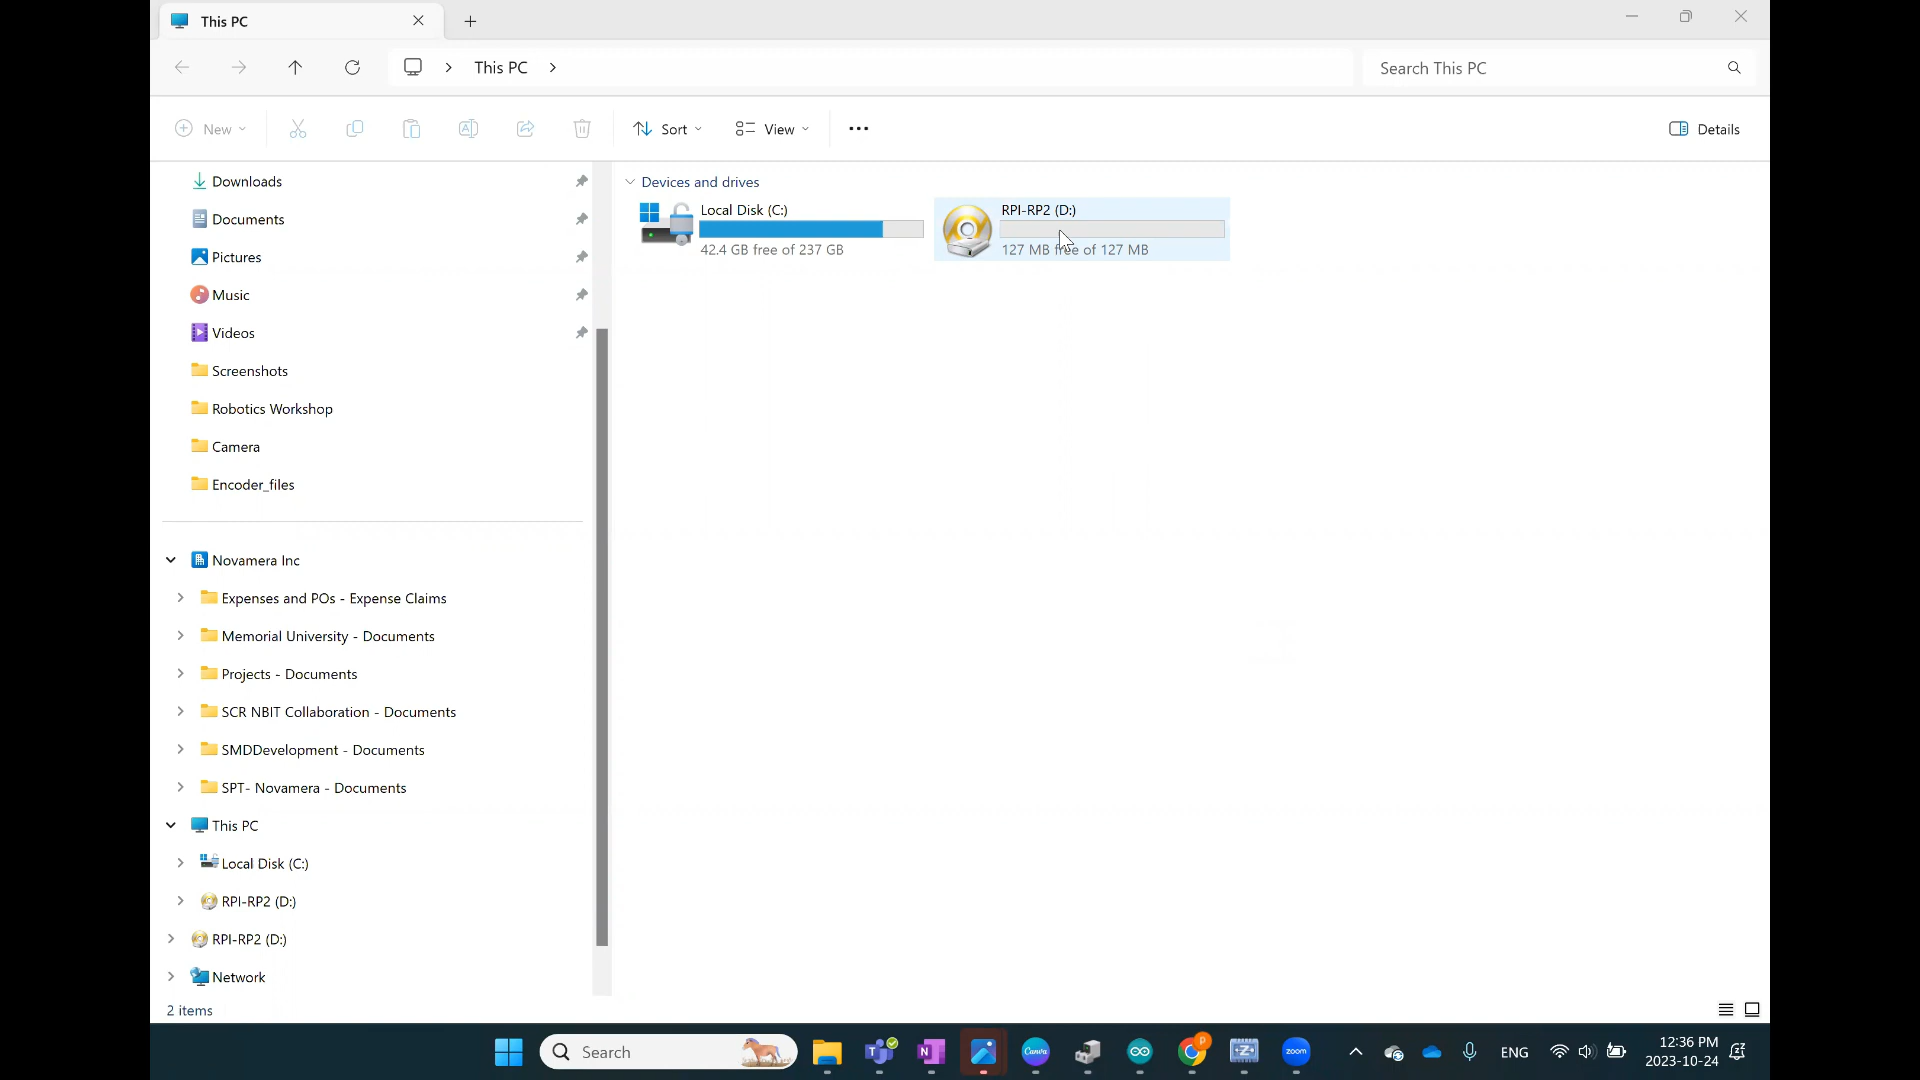 This PC
This PC
Search This PC
New
Sort
View
Details
Downloads
Documents
Pictures
Music
Videos
Screenshots
Robotics Workshop
Camera
Encoder_files
Novamera Inc
Expenses and POs - Expense Claims
Memorial University - Documents
Projects - Documents
SCR NBIT Collaboration - Documents
SMDDevelopment - Documents
SPT- Novamera - Documents
This PC
Local Disk (C:)
RPI-RP2 (D:)
RPI-RP2 (D:)
Network
Devices and drives
Local Disk (C:)
42.4 GB free of 237 GB
RPI-RP2 (D:)
127 MB free of 127 MB
2 items
Search
T
N
Canva
P
Z
zoom
ENG
12:36 PM
2023-10-24